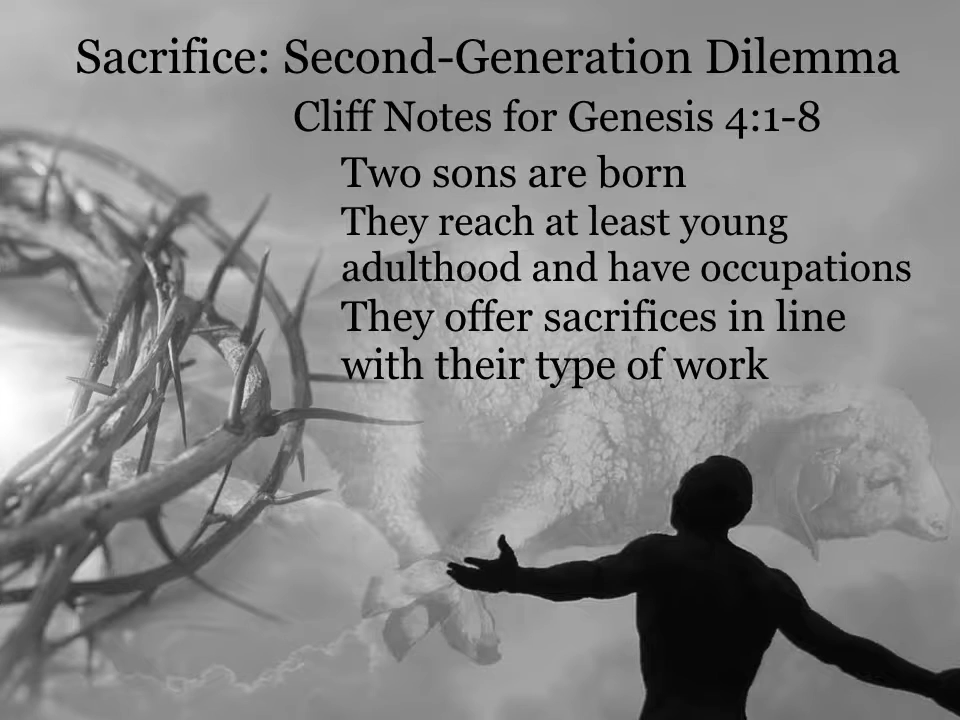 Sacrifice: Second-Generation Dilemma
Cliff Notes for Genesis 4:1-8
Two sons are born
They reach at least young
adulthood and have occupations
They offer sacrifices in line
with their type of work